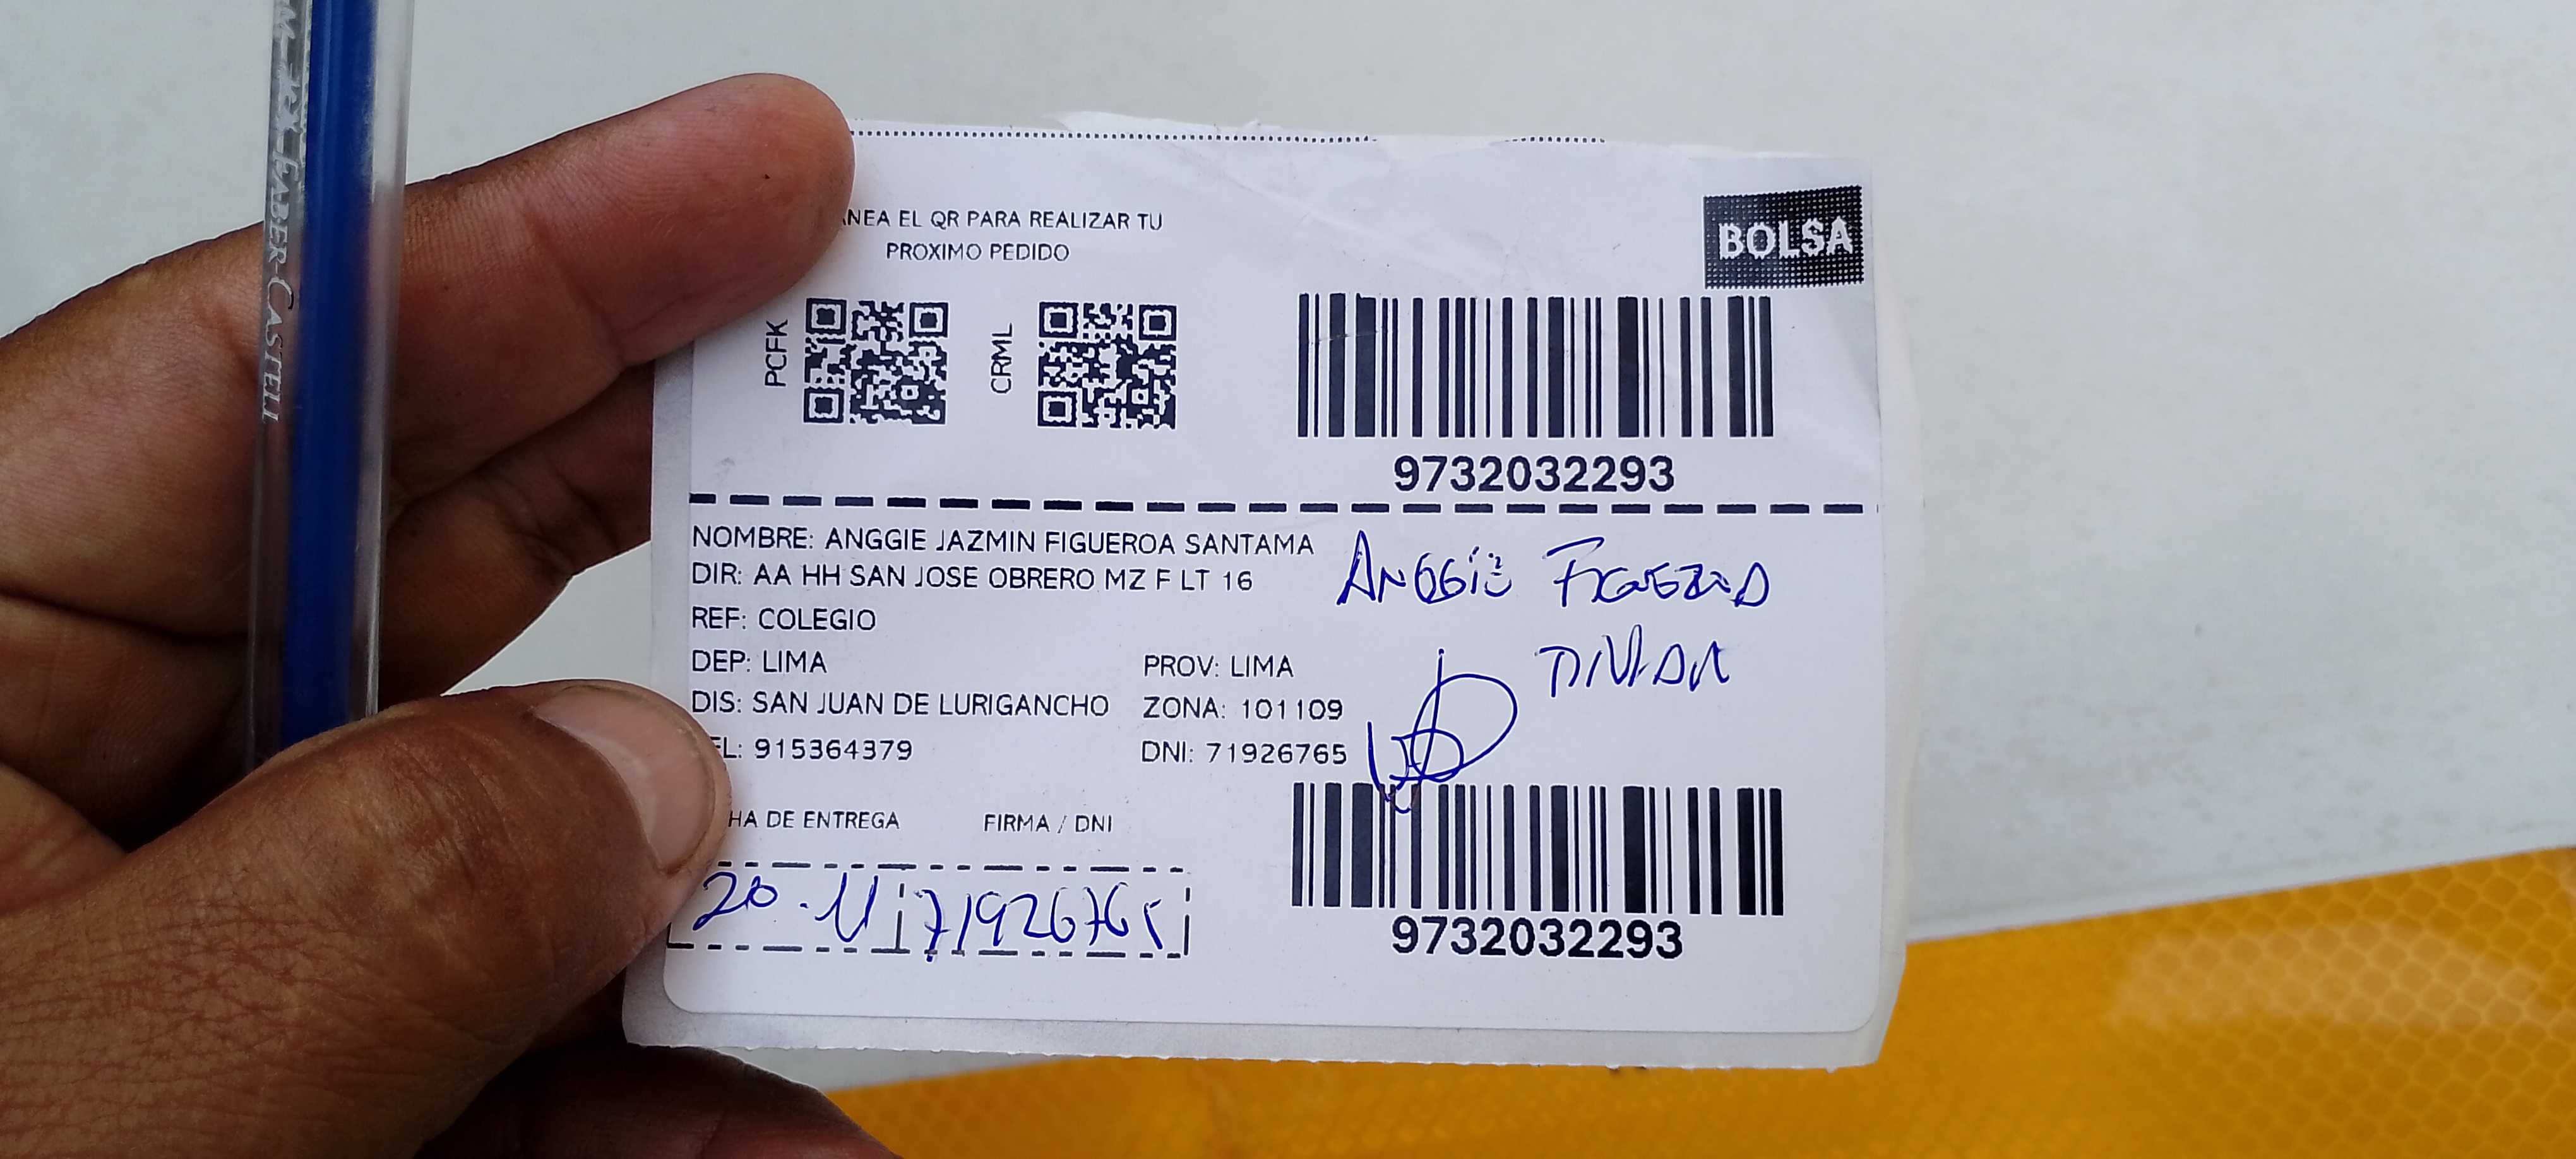 FABER-CASTELL
ANEA EL QR PARA REALIZAR TU
PROXIMO PEDIDO
BOLSA
PCFK
CRML
9732032293
NOMBRE: ANGGIE JAZMIN FIGUEROA SANTAMA
DIR: AA HH SAN JOSE OBRERO MZ F LT 16
REF: COLEGIO
DEP: LIMA PROV: LIMA
DIS: SAN JUAN DE LURIGANCHO ZONA: 101109
EL: 915364379 DNI: 71926765
ANGGIE FIGUEROA
HA DE ENTREGA FIRMA / DNI
20.11 71926765
9732032293